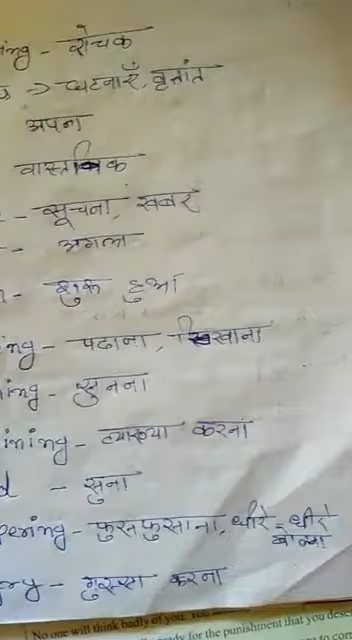 ing - रोचक
-> घटनाएँ, वृत्तांत
अपना
वास्तविक
- सूचना, खबर
- अगला
- शुरू हुआ
ing - पढाना, सिखाना
ing - सुनना
ining - व्याख्या करना
d - सुना
pering - फुसफुसाना, धीरे - धीरे
बोलना
ry - गुस्सा करना
No one will think badly of you. You
for the punishment that you